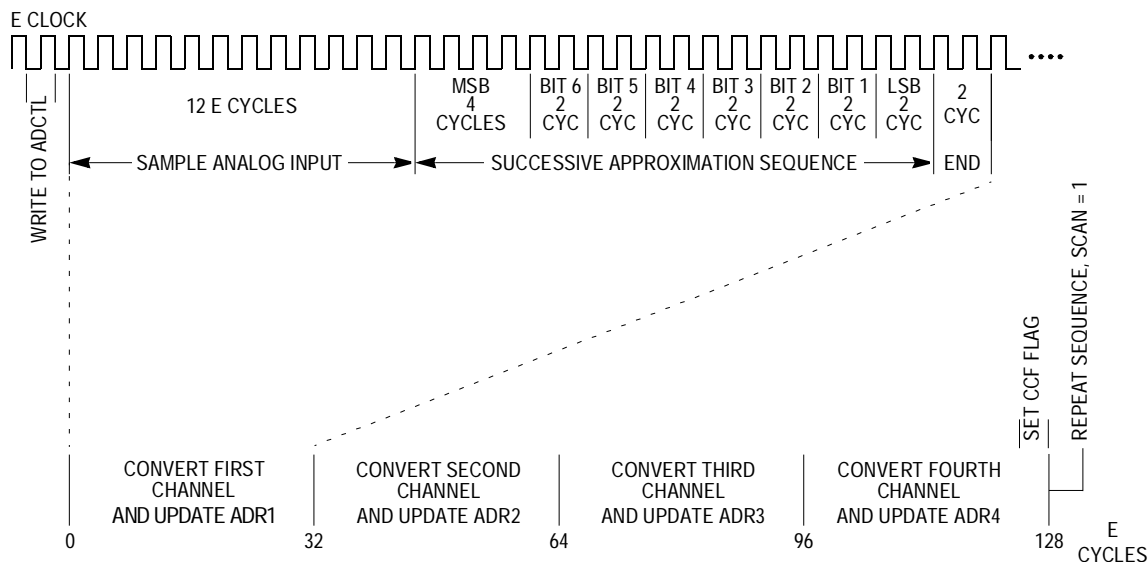 E CLOCK
12 E CYCLES
MSB
4
CYCLES
BIT 6
2
CYC
BIT 5
2
CYC
BIT 4
2
CYC
BIT 3
2
CYC
BIT 2
2
CYC
BIT 1
2
CYC
LSB
2
CYC
2
CYC
WRITE TO ADCTL
SAMPLE ANALOG INPUT
SUCCESSIVE APPROXIMATION SEQUENCE
END
SET CCF FLAG
REPEAT SEQUENCE, SCAN = 1
CONVERT FIRST
CHANNEL
AND UPDATE ADR1
CONVERT SECOND
CHANNEL
AND UPDATE ADR2
CONVERT THIRD
CHANNEL
AND UPDATE ADR3
CONVERT FOURTH
CHANNEL
AND UPDATE ADR4
0
32
64
96
128
E
CYCLES